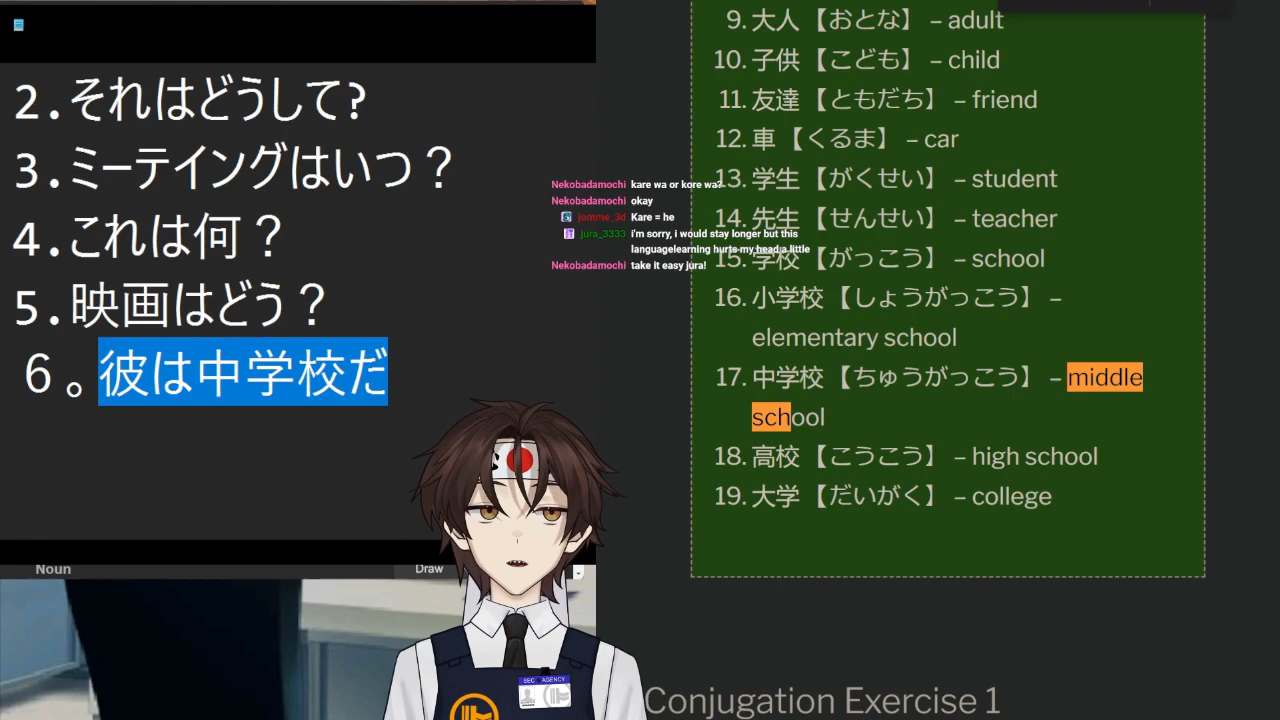 2.それはどうして?
3.ミーテイングはいつ？
4.これは何？
5.映画はどう？
6。彼は中学校だ
Noun
Draw
Nekobadamochi kare wa or kore wa?
Nekobadamochi okay
jomme_3d Kare = he
jura_3333 i'm sorry, i would stay longer but this
languagelearning hurts my head a little
Nekobadamochi take it easy jura!
9. 大人【おとな】 – adult
10. 子供【こども】 – child
11. 友達【ともだち】 – friend
12. 車【くるま】 – car
13. 学生【がくせい】 – student
14. 先生【せんせい】 – teacher
15. 学校【がっこう】 – school
16. 小学校【しょうがっこう】 –
elementary school
17. 中学校【ちゅうがっこう】 – middle
school
18. 高校【こうこう】 – high school
19. 大学【だいがく】 – college
Conjugation Exercise 1
SEC AGENCY